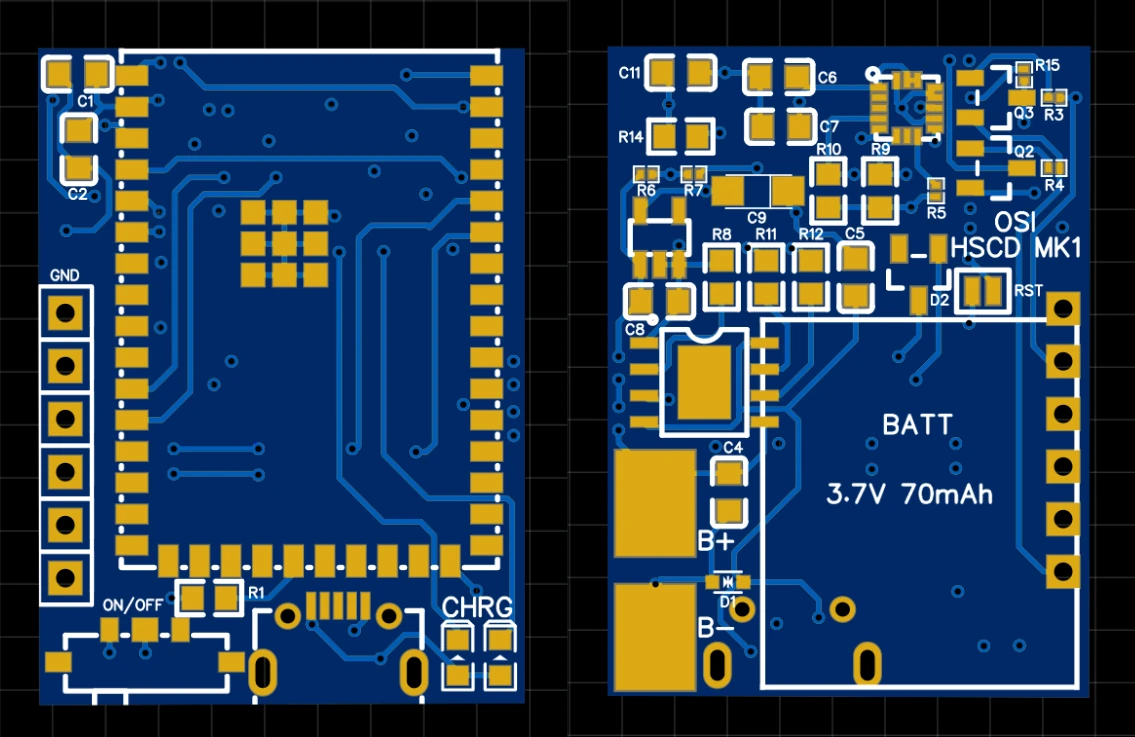 C1
C2
GND
R1
ON/OFF
CHRG
C11
C6
R15
C7
Q3
R3
R14
R10
R9
Q2
R6
R7
R4
C9
R5
OSI
HSCD MK1
R8
R11
R12
C5
D2
RST
C8
BATT
C4
3.7V 70mAh
B+
D1
B-